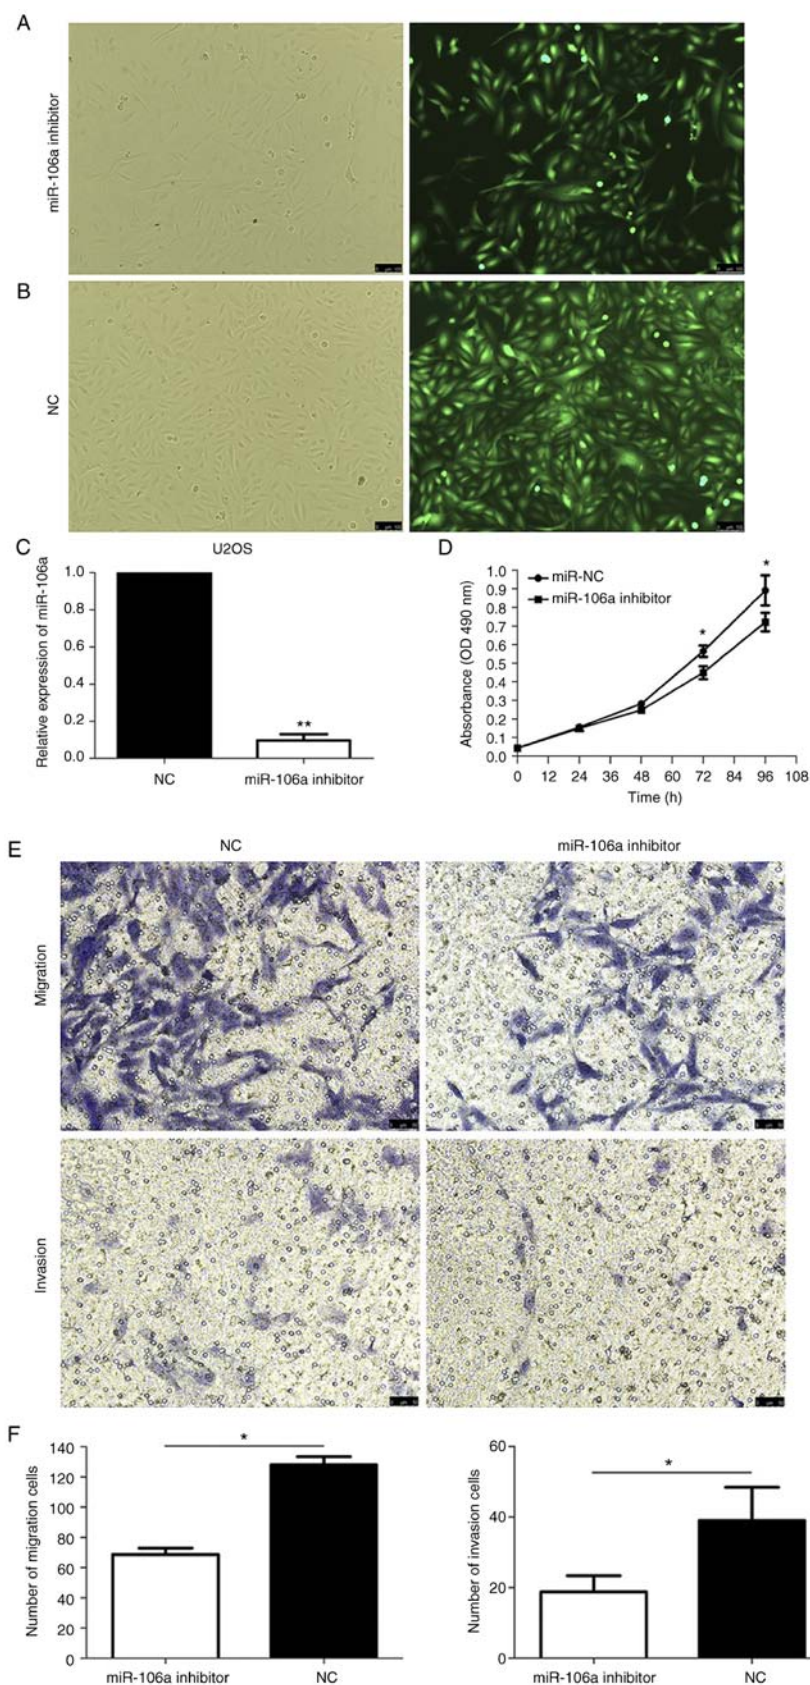 A
miR-106a inhibitor
B
NC
C
U2OS
Relative expression of miR-106a
1.0
0.8
0.6
0.4
0.2
0.0
**
NC
miR-106a inhibitor
D
miR-NC
miR-106a inhibitor
Absorbance (OD 490 nm)
1.0
0.9
0.8
0.7
0.6
0.5
0.4
0.3
0.2
0.1
0.0
*
*
0 12 24 36 48 60 72 84 96 108
Time (h)
E
NC
miR-106a inhibitor
Migration
Invasion
F
Number of migration cells
140
120
100
80
60
40
20
0
*
miR-106a inhibitor
NC
Number of invasion cells
60
40
20
0
*
miR-106a inhibitor
NC